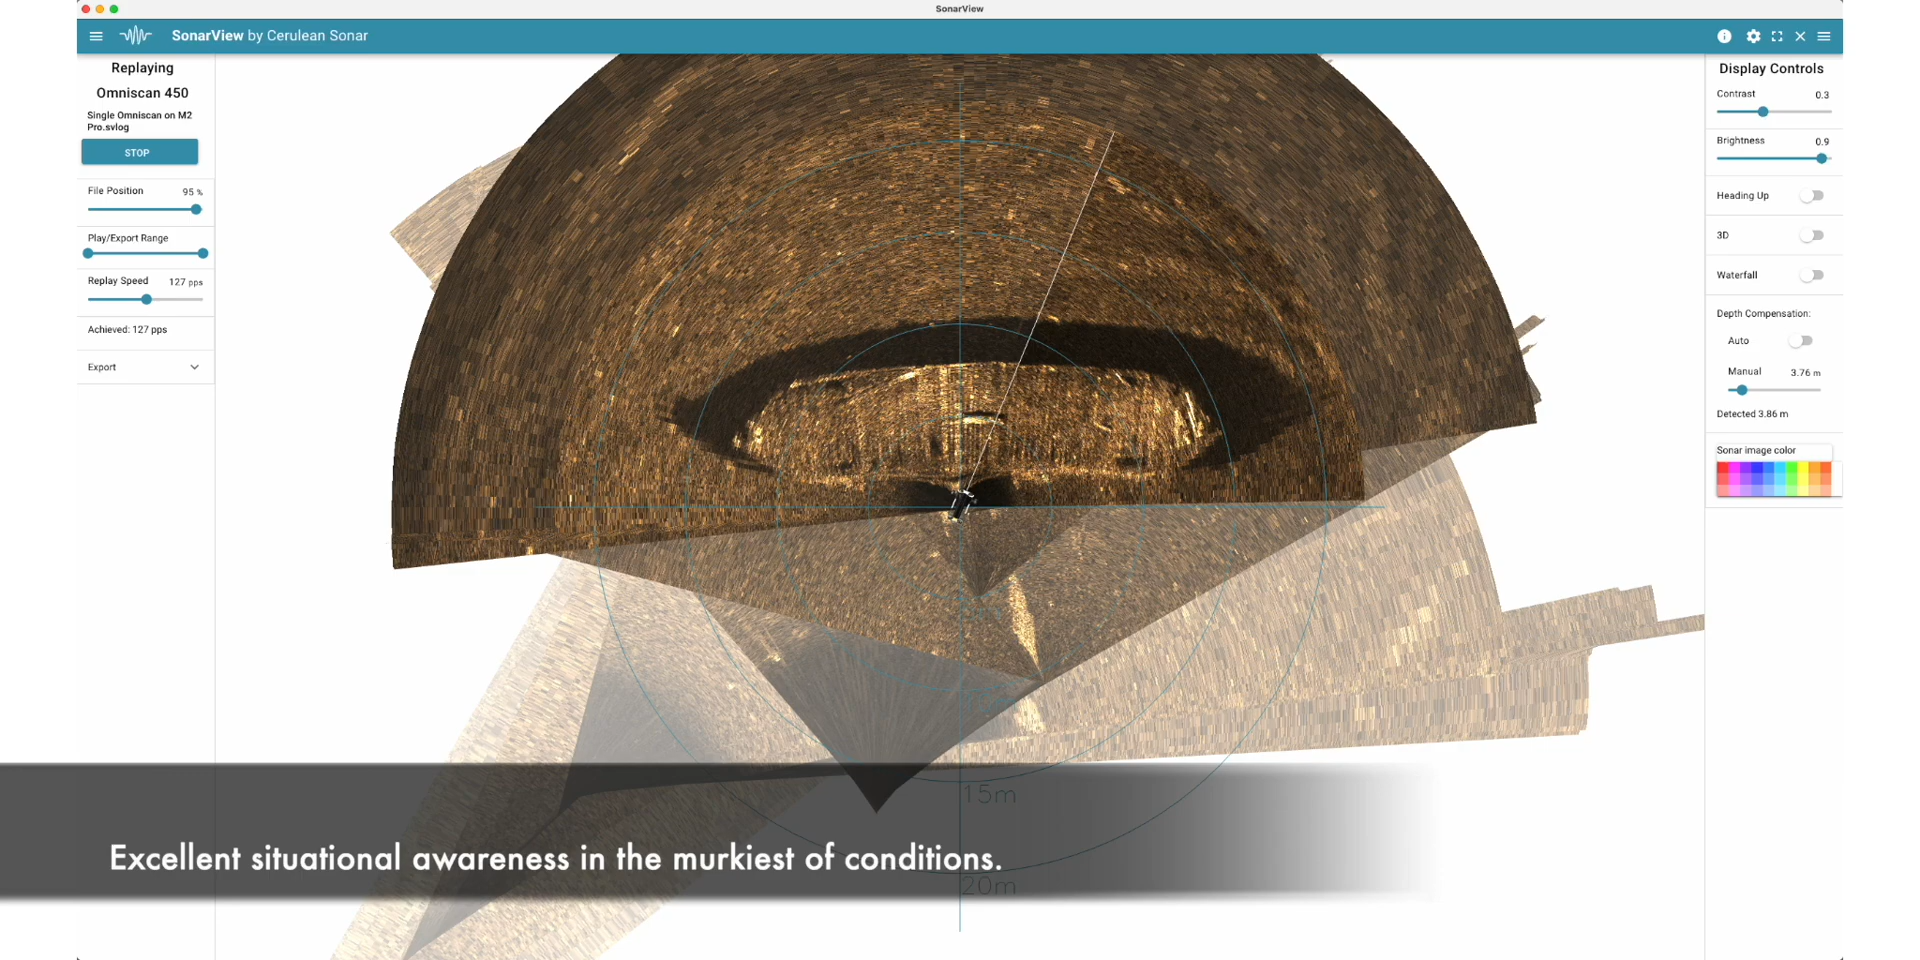 SonarView
SonarView by Cerulean Sonar
Replaying
Omniscan 450
Single Omniscan on M2
Pro.svlog
STOP
File Position 95 %
Play/Export Range
Replay Speed 127 pps
Achieved: 127 pps
Export
Display Controls
Contrast 0.3
Brightness 0.9
Heading Up
3D
Waterfall
Depth Compensation:
Auto
Manual 3.76 m
Detected 3.86 m
Sonar image color
15m
Excellent situational awareness in the murkiest of conditions.
20m